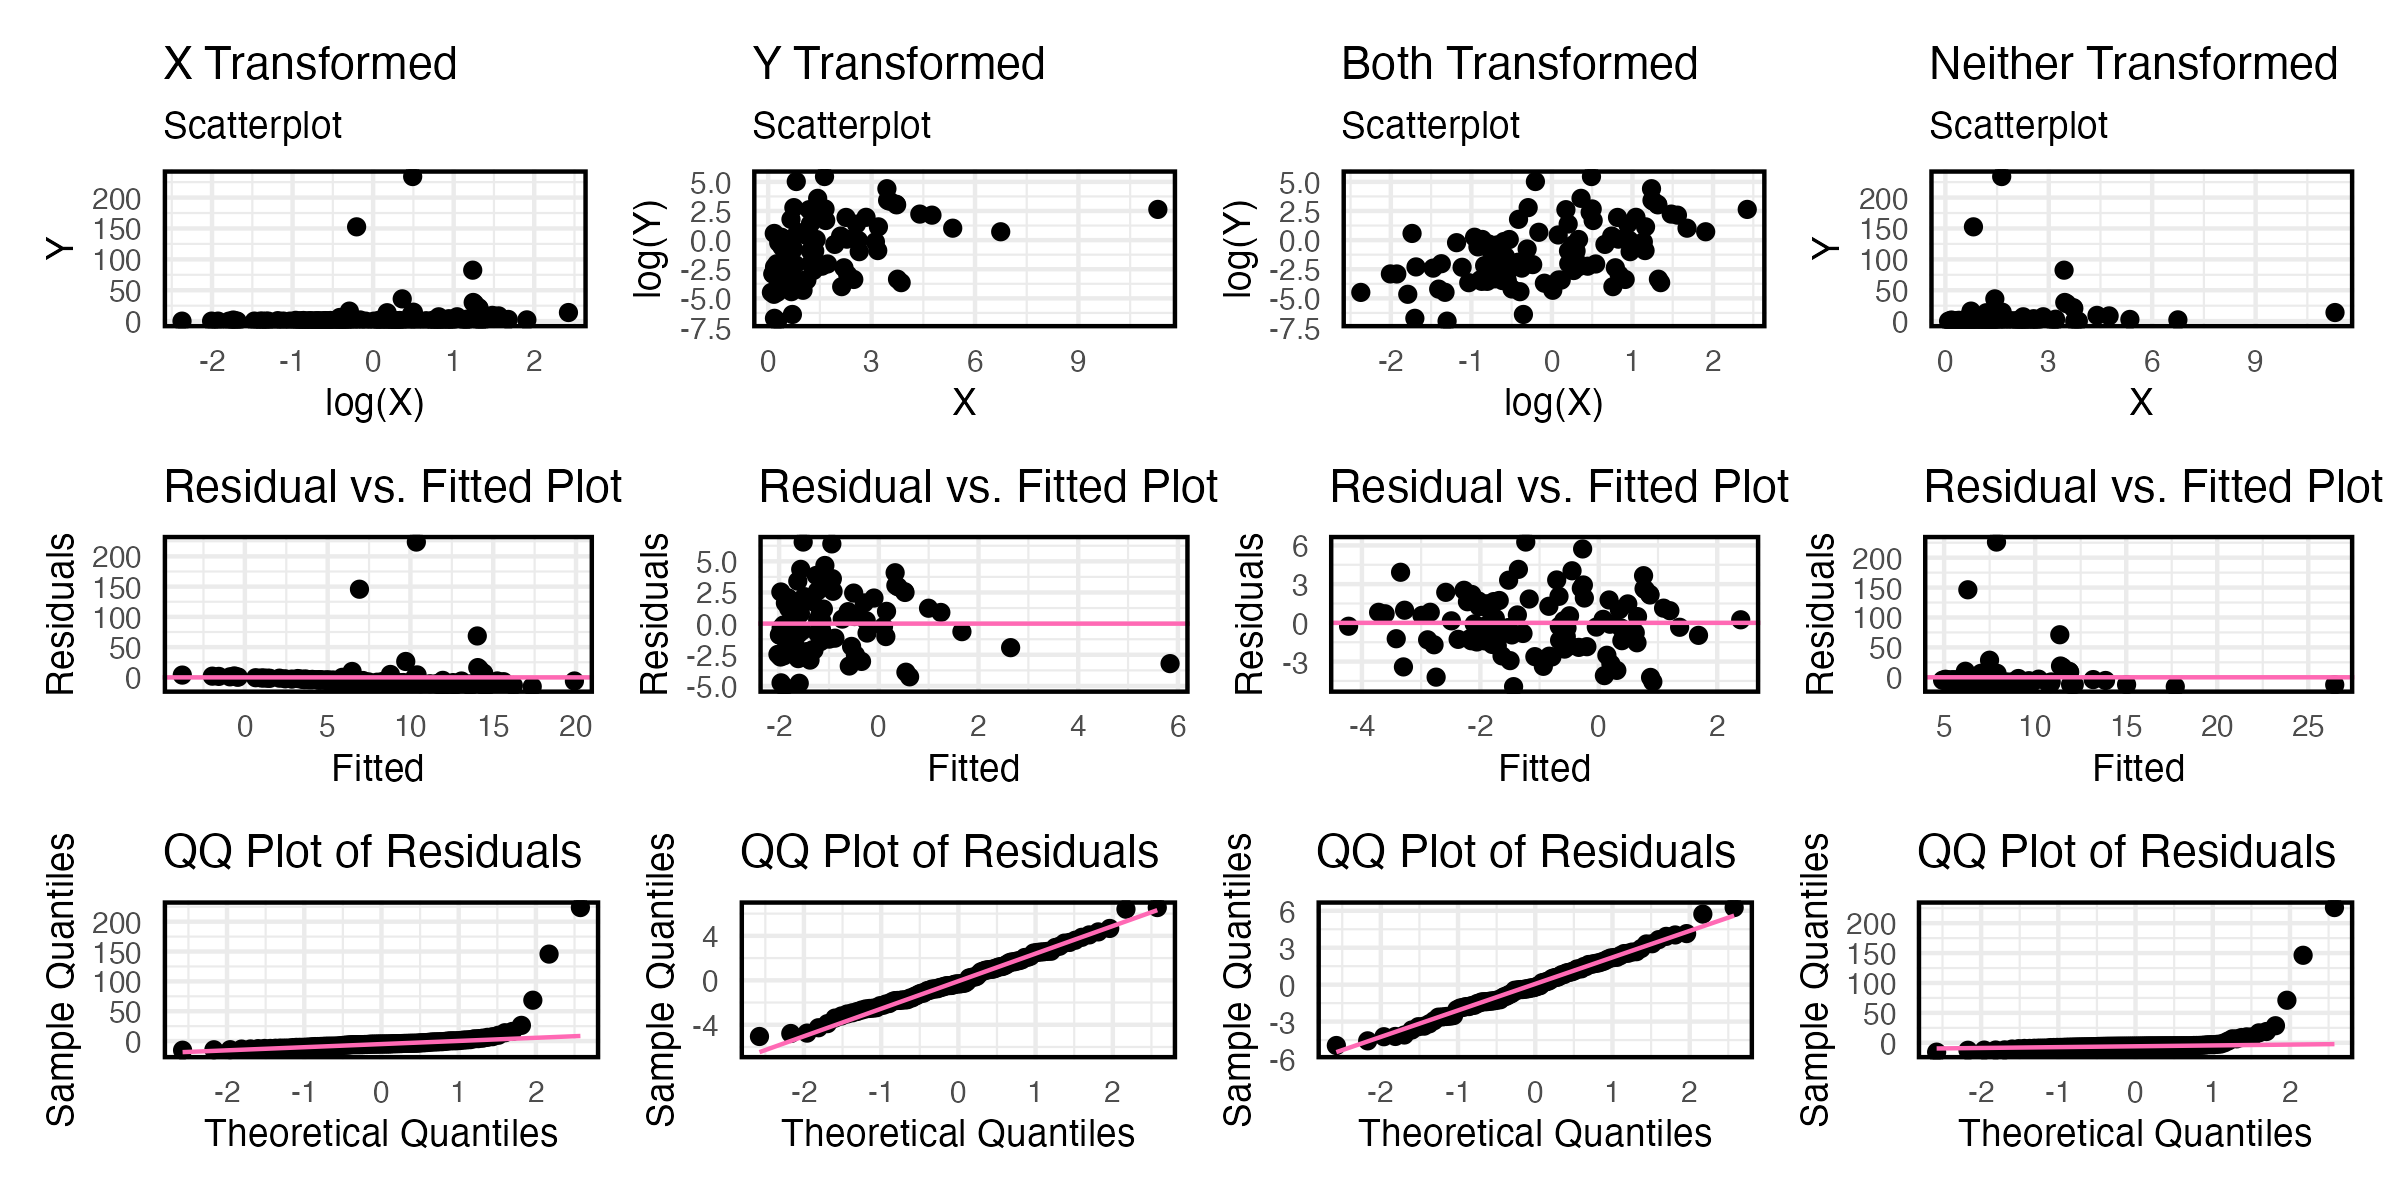 X Transformed
Y Transformed
Both Transformed
Neither Transformed
Scatterplot
Scatterplot
Scatterplot
Scatterplot
Y
200
150
100
50
0
-2 -1 0 1 2
log(X)
log(Y)
5.0
2.5
0.0
-2.5
-5.0
-7.5
0 3 6 9
X
log(Y)
5.0
2.5
0.0
-2.5
-5.0
-7.5
-2 -1 0 1 2
log(X)
Y
200
150
100
50
0
0 3 6 9
X
Residual vs. Fitted Plot
Residual vs. Fitted Plot
Residual vs. Fitted Plot
Residual vs. Fitted Plot
Residuals
200
150
100
50
0
0 5 10 15 20
Fitted
Residuals
5.0
2.5
0.0
-2.5
-5.0
-2 0 2 4 6
Fitted
Residuals
6
3
0
-3
-4 -2 0 2
Fitted
Residuals
200
150
100
50
0
5 10 15 20 25
Fitted
QQ Plot of Residuals
QQ Plot of Residuals
QQ Plot of Residuals
QQ Plot of Residuals
Sample Quantiles
200
150
100
50
0
-2 -1 0 1 2
Theoretical Quantiles
Sample Quantiles
4
0
-4
-2 -1 0 1 2
Theoretical Quantiles
Sample Quantiles
6
3
0
-3
-6
-2 -1 0 1 2
Theoretical Quantiles
Sample Quantiles
200
150
100
50
0
-2 -1 0 1 2
Theoretical Quantiles